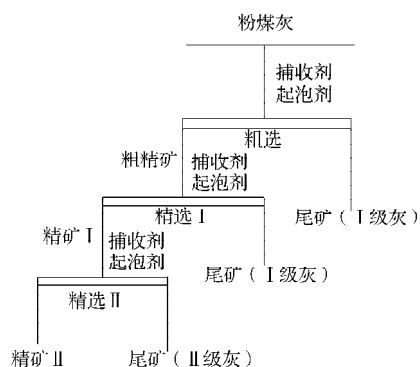 粉煤灰
捕收剂
起泡剂
粗选
粗精矿
捕收剂
起泡剂
精选Ⅰ
尾矿(Ⅰ级灰)
精矿Ⅰ
捕收剂
起泡剂
尾矿(Ⅰ级灰)
精选Ⅱ
精矿Ⅱ
尾矿(Ⅱ级灰)